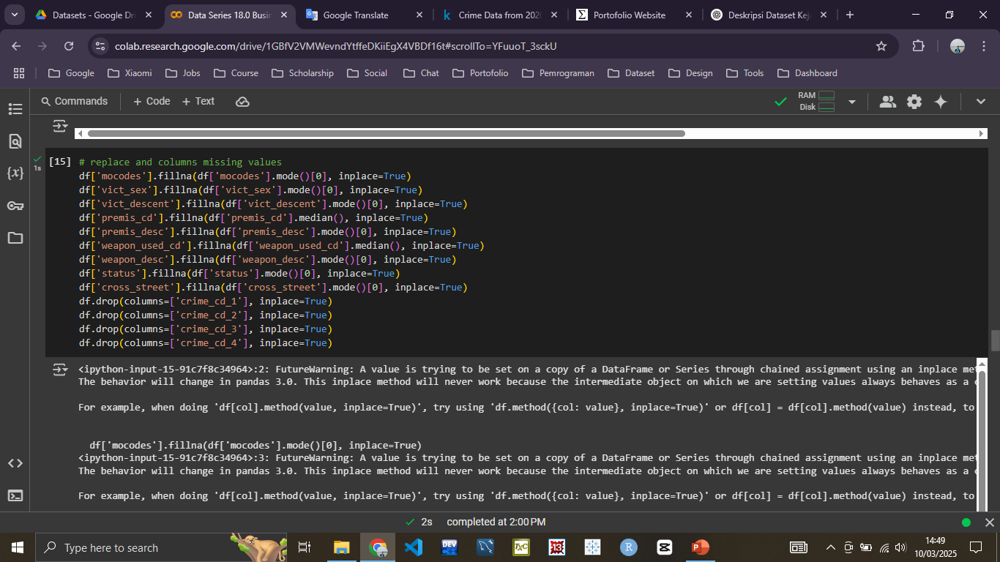 Datasets - Google Dri
Data Series 18.0 Busin
Google Translate
Crime Data from 202
Portofolio Website
Deskripsi Dataset Keja
colab.research.google.com/drive/1GBfV2VMWevndYtffeDKiiEgX4VBDf16t#scrollTo=YFuuoT_3sckU
Google
Xiaomi
Jobs
Course
Scholarship
Social
Chat
Portofolio
Pemrograman
Dataset
Design
Tools
Dashboard
Commands
+ Code
+ Text
RAM
Disk
[15]
1s
# replace and columns missing values
df['mocodes'].fillna(df['mocodes'].mode()[0], inplace=True)
df['vict_sex'].fillna(df['vict_sex'].mode()[0], inplace=True)
df['vict_descent'].fillna(df['vict_descent'].mode()[0], inplace=True)
df['premis_cd'].fillna(df['premis_cd'].median(), inplace=True)
df['premis_desc'].fillna(df['premis_desc'].mode()[0], inplace=True)
df['weapon_used_cd'].fillna(df['weapon_used_cd'].median(), inplace=True)
df['weapon_desc'].fillna(df['weapon_desc'].mode()[0], inplace=True)
df['status'].fillna(df['status'].mode()[0], inplace=True)
df['cross_street'].fillna(df['cross_street'].mode()[0], inplace=True)
df.drop(columns=['crime_cd_1'], inplace=True)
df.drop(columns=['crime_cd_2'], inplace=True)
df.drop(columns=['crime_cd_3'], inplace=True)
df.drop(columns=['crime_cd_4'], inplace=True)
<ipython-input-15-91c7f8c34964>:2: FutureWarning: A value is trying to be set on a copy of a DataFrame or Series through chained assignment using an inplace met
The behavior will change in pandas 3.0. This inplace method will never work because the intermediate object on which we are setting values always behaves as a c
For example, when doing 'df[col].method(value, inplace=True)', try using 'df.method({col: value}, inplace=True)' or df[col] = df[col].method(value) instead, to
df['mocodes'].fillna(df['mocodes'].mode()[0], inplace=True)
<ipython-input-15-91c7f8c34964>:3: FutureWarning: A value is trying to be set on a copy of a DataFrame or Series through chained assignment using an inplace met
The behavior will change in pandas 3.0. This inplace method will never work because the intermediate object on which we are setting values always behaves as a c
For example, when doing 'df[col].method(value, inplace=True)', try using 'df.method({col: value}, inplace=True)' or df[col] = df[col].method(value) instead, to
2s completed at 2:00 PM
Type here to search
14:49
10/03/2025